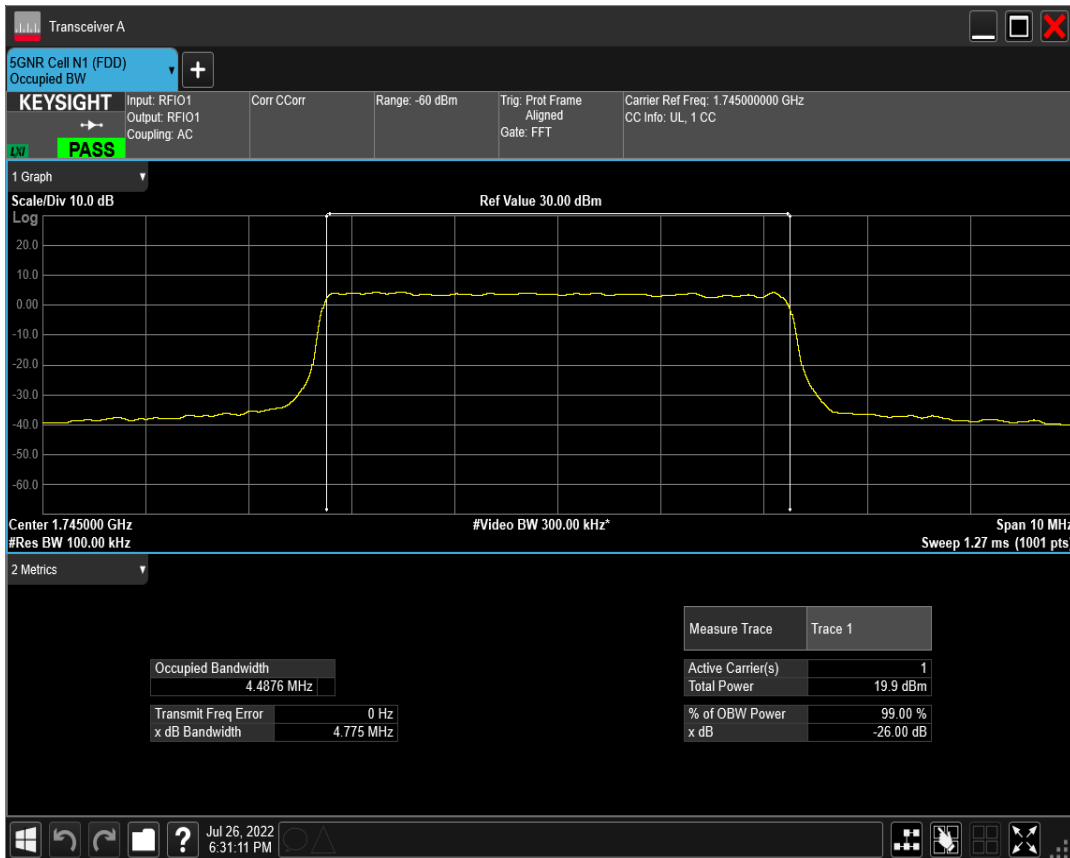 Transceiver A
5GNR Cell N1 (FDD)
Occupied BW
KEYSIGHT
LXI
PASS
Input: RFIO1
Output: RFIO1
Coupling: AC
Corr CCorr
Range: -60 dBm
Trig: Prot Frame
Aligned
Gate: FFT
Carrier Ref Freq: 1.745000000 GHz
CC Info: UL, 1 CC
1 Graph
Scale/Div 10.0 dB
Ref Value 30.00 dBm
Log
20.0
10.0
0.00
-10.0
-20.0
-30.0
-40.0
-50.0
-60.0
Center 1.745000 GHz
#Video BW 300.00 kHz*
Span 10 MHz
#Res BW 100.00 kHz
Sweep 1.27 ms (1001 pts)
2 Metrics
Measure Trace Trace 1
Occupied Bandwidth
4.4876 MHz
Active Carrier(s) 1
Total Power 19.9 dBm
Transmit Freq Error 0 Hz
x dB Bandwidth 4.775 MHz
% of OBW Power 99.00 %
x dB -26.00 dB
Jul 26, 2022
6:31:11 PM